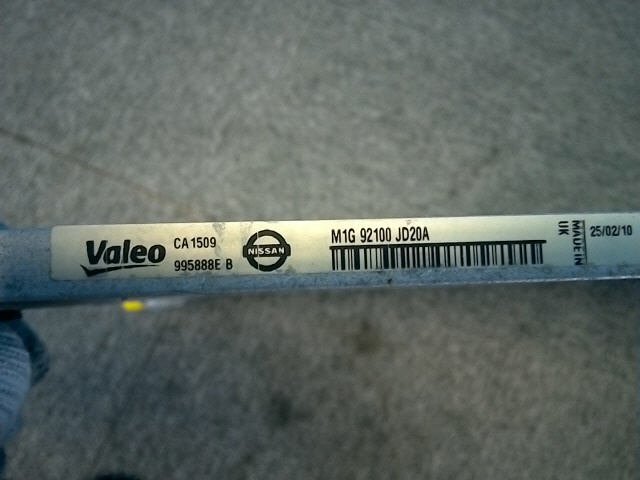 Valeo
CA1509
995888E B
NISSAN
M1G 92100 JD20A
MADE IN
UK
25/02/10